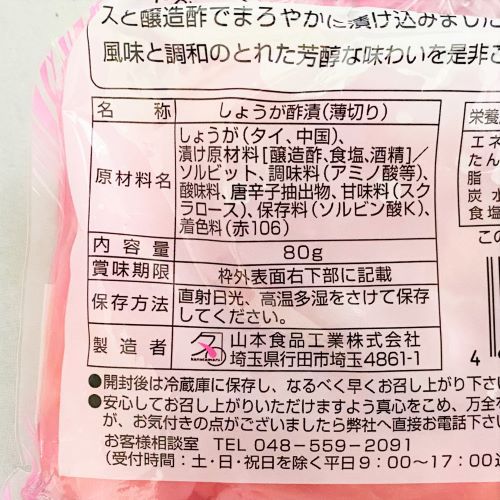 スと醸造酢でまろやかに漬け込みました
風味と調和のとれた芳醇な味わいを是非ご
名称 しょうが酢漬(薄切り)
原材料名 しょうが(タイ、中国)、
漬け原材料[醸造酢、食塩、酒精]/
ソルビット、調味料(アミノ酸等)、
酸味料、唐辛子抽出物、甘味料(スク
ラロース)、保存料(ソルビン酸K)、
着色料(赤106)
内容量 80g
賞味期限 枠外表面右下部に記載
保存方法 直射日光、高温多湿をさけて保存
してください。
製造者 山本食品工業株式会社
埼玉県行田市埼玉4861-1
栄養
エネ
たん
脂
炭水
食塩
この
4
●開封後は冷蔵庫に保存し、なるべく早くお召し上がり下さい
●安心してお召し上がりいただけますよう真心をこめ、万全
が、お気付きの点がございましたら弊社へ直接お電話下さい
お客様相談室 TEL 048-559-2091
(受付時間:土・日・祝日を除く平日9:00〜17:00